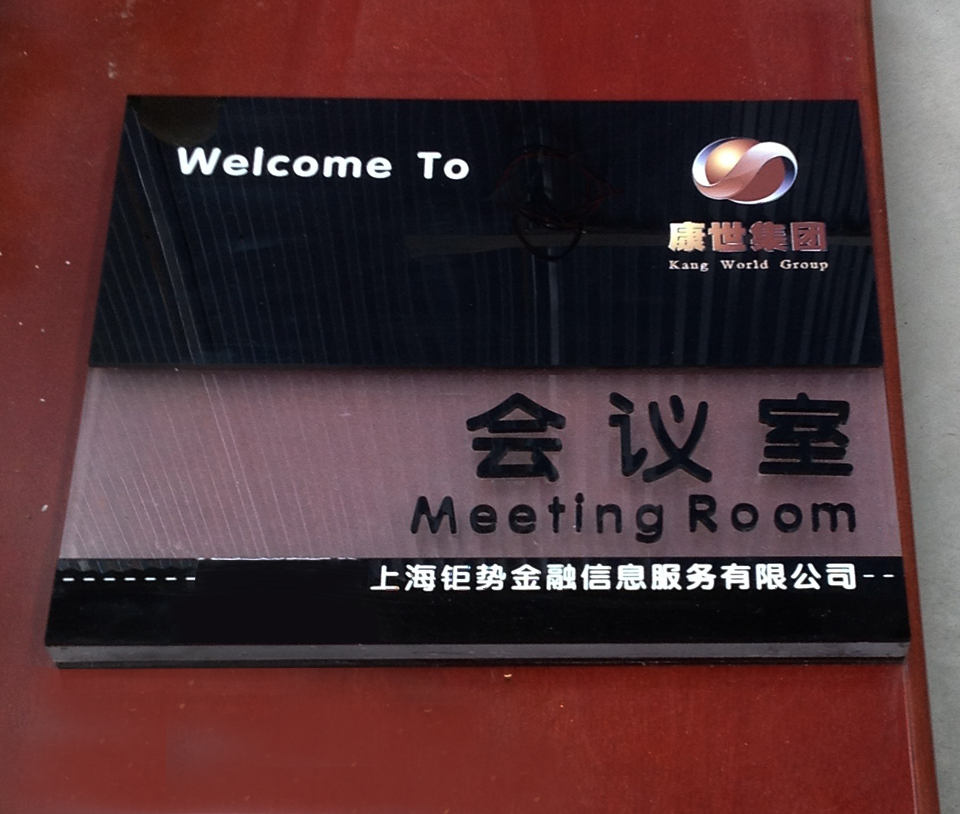 Welcome To
康世集团
Kang World Group
会议室
Meeting Room
上海钜势金融信息服务有限公司--